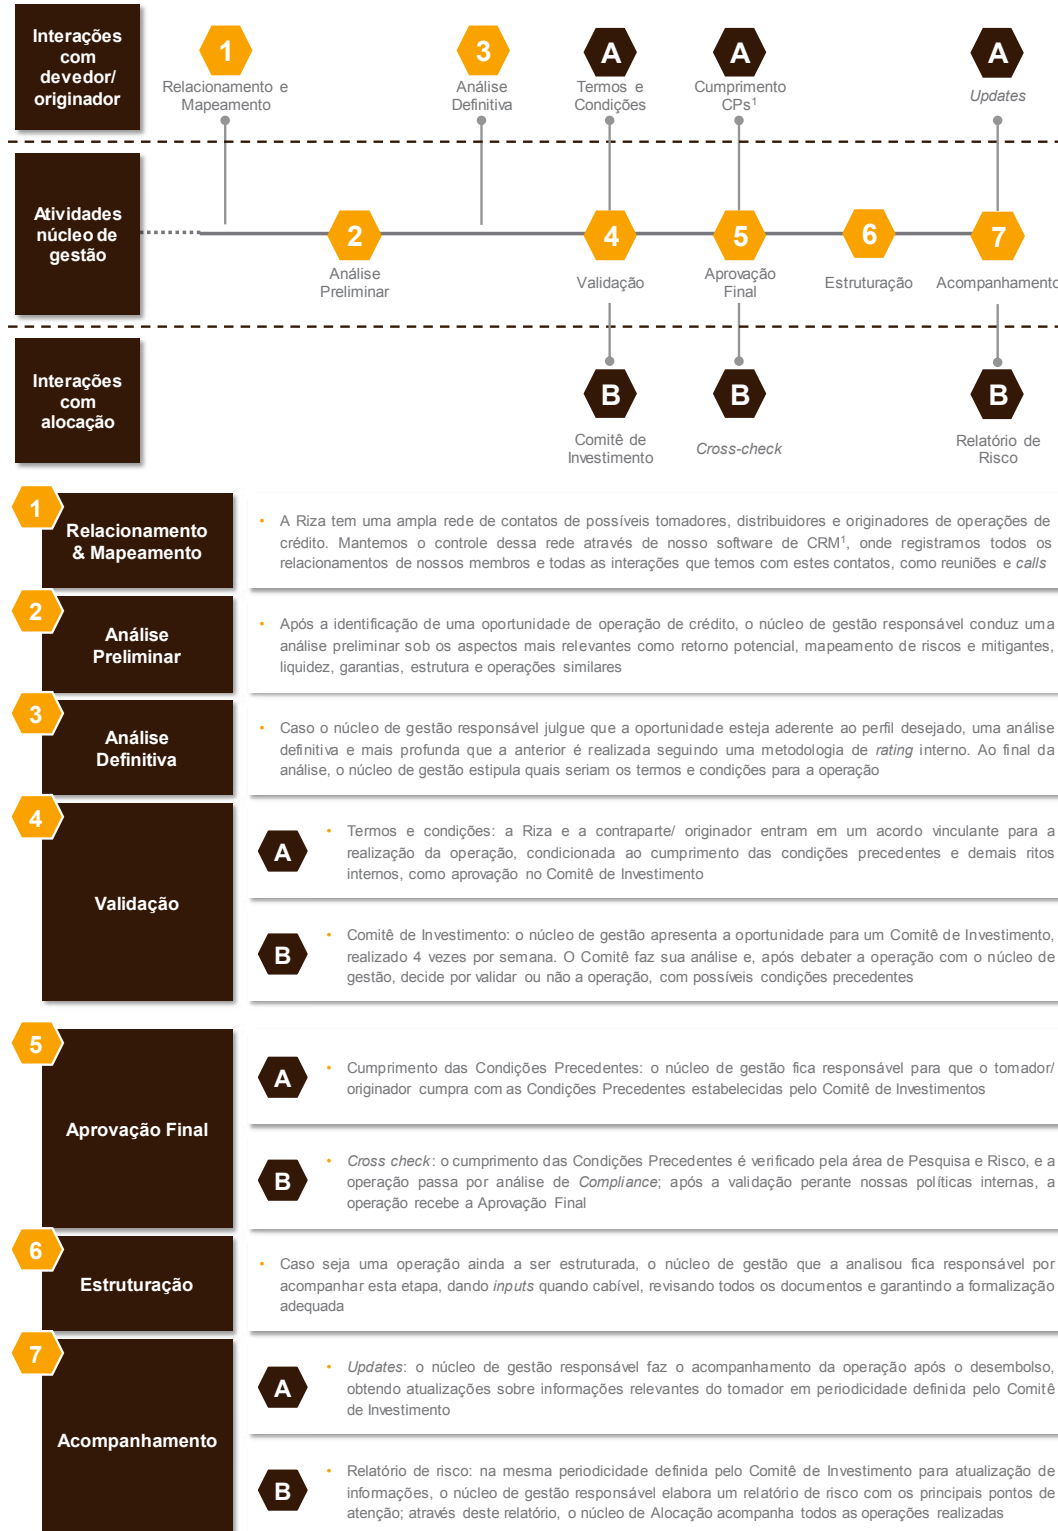 Interações
com
devedor/
originador
1
Relacionamento e
Mapeamento
3
Análise
Definitiva
A
Termos e
Condições
A
Cumprimento
CPs¹
A
Updates
Atividades
núcleo de
gestão
2
Análise
Preliminar
4
Validação
5
Aprovação
Final
6
Estruturação
7
Acompanhamento
Interações
com
alocação
B
Comitê de
Investimento
B
Cross-check
B
Relatório de
Risco
1
Relacionamento
& Mapeamento
• A Riza tem uma ampla rede de contatos de possíveis tomadores, distribuidores e originadores de operações de
crédito. Mantemos o controle dessa rede através de nosso software de CRM¹, onde registramos todos os
relacionamentos de nossos membros e todas as interações que temos com estes contatos, como reuniões e calls
2
Análise
Preliminar
• Após a identificação de uma oportunidade de operação de crédito, o núcleo de gestão responsável conduz uma
análise preliminar sob os aspectos mais relevantes como retorno potencial, mapeamento de riscos e mitigantes,
liquidez, garantias, estrutura e operações similares
3
Análise
Definitiva
• Caso o núcleo de gestão responsável julgue que a oportunidade esteja aderente ao perfil desejado, uma análise
definitiva e mais profunda que a anterior é realizada seguindo uma metodologia de rating interno. Ao final da
análise, o núcleo de gestão estipula quais seriam os termos e condições para a operação
4
Validação
A
• Termos e condições: a Riza e a contraparte/ originador entram em um acordo vinculante para a
realização da operação, condicionada ao cumprimento das condições precedentes e demais ritos
internos, como aprovação no Comitê de Investimento
B
• Comitê de Investimento: o núcleo de gestão apresenta a oportunidade para um Comitê de Investimento,
realizado 4 vezes por semana. O Comitê faz sua análise e, após debater a operação com o núcleo de
gestão, decide por validar ou não a operação, com possíveis condições precedentes
5
Aprovação Final
A
• Cumprimento das Condições Precedentes: o núcleo de gestão fica responsável para que o tomador/
originador cumpra com as Condições Precedentes estabelecidas pelo Comitê de Investimentos
B
• Cross check: o cumprimento das Condições Precedentes é verificado pela área de Pesquisa e Risco, e a
operação passa por análise de Compliance; após a validação perante nossas políticas internas, a
operação recebe a Aprovação Final
6
Estruturação
• Caso seja uma operação ainda a ser estruturada, o núcleo de gestão que a analisou fica responsável por
acompanhar esta etapa, dando inputs quando cabível, revisando todos os documentos e garantindo a formalização
adequada
7
Acompanhamento
A
• Updates: o núcleo de gestão responsável faz o acompanhamento da operação após o desembolso,
obtendo atualizações sobre informações relevantes do tomador em periodicidade definida pelo Comitê
de Investimento
B
• Relatório de risco: na mesma periodicidade definida pelo Comitê de Investimento para atualização de
informações, o núcleo de gestão responsável elabora um relatório de risco com os principais pontos de
atenção; através deste relatório, o núcleo de Alocação acompanha todos as operações realizadas